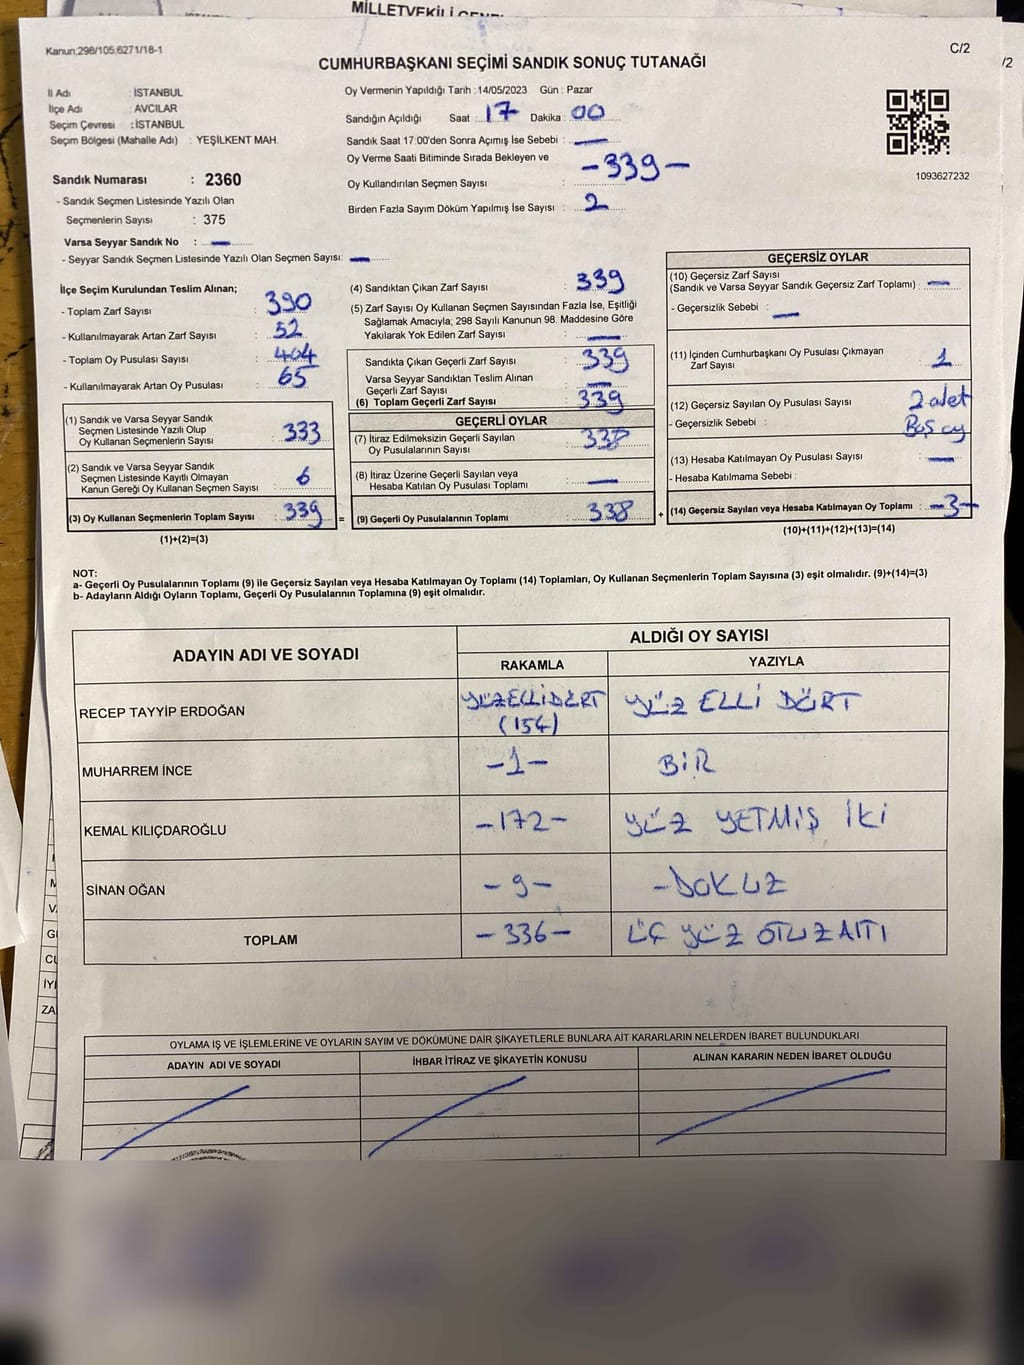 MİLLETVEKİLİ GENEL
Kanun;298/105;6271/18-1
C/2
/2
CUMHURBAŞKANI SEÇİMİ SANDIK SONUÇ TUTANAĞI
İl Adı : İSTANBUL
İlçe Adı : AVCILAR
Seçim Çevresi : İSTANBUL
Seçim Bölgesi (Mahalle Adı) : YEŞİLKENT MAH.
Oy Vermenin Yapıldığı Tarih : 14/05/2023 Gün : Pazar
Sandığın Açıldığı Saat : 17 Dakika : 00
Sandık Saat 17:00'den Sonra Açımış İse Sebebi : —
Oy Verme Saati Bitiminde Sırada Bekleyen ve
Oy Kullandırılan Seçmen Sayısı : -339-
Birden Fazla Sayım Döküm Yapılmış İse Sayısı : 2
1093627232
Sandık Numarası : 2360
- Sandık Seçmen Listesinde Yazılı Olan
Seçmenlerin Sayısı : 375
Varsa Seyyar Sandık No : —
- Seyyar Sandık Seçmen Listesinde Yazılı Olan Seçmen Sayısı: —
İlçe Seçim Kurulundan Teslim Alınan;
- Toplam Zarf Sayısı : 390
- Kullanılmayarak Artan Zarf Sayısı : 52
- Toplam Oy Pusulası Sayısı : 404
- Kullanılmayarak Artan Oy Pusulası : 65
(1) Sandık ve Varsa Seyyar Sandık
Seçmen Listesinde Yazılı Olup
Oy Kullanan Seçmenlerin Sayısı : 333
(2) Sandık ve Varsa Seyyar Sandık
Seçmen Listesinde Kayıtlı Olmayan
Kanun Gereği Oy Kullanan Seçmen Sayısı : 6
(3) Oy Kullanan Seçmenlerin Toplam Sayısı : 339
(1)+(2)=(3)
(4) Sandıktan Çıkan Zarf Sayısı : 339
(5) Zarf Sayısı Oy Kullanan Seçmen Sayısından Fazla İse, Eşitliği
Sağlamak Amacıyla; 298 Sayılı Kanunun 98. Maddesine Göre
Yakılarak Yok Edilen Zarf Sayısı : —
Sandıkta Çıkan Geçerli Zarf Sayısı : 339
Varsa Seyyar Sandıktan Teslim Alınan
Geçerli Zarf Sayısı : —
(6) Toplam Geçerli Zarf Sayısı : 339
GEÇERLİ OYLAR
(7) İtiraz Edilmeksizin Geçerli Sayılan
Oy Pusulalarının Sayısı : 338
(8) İtiraz Üzerine Geçerli Sayılan veya
Hesaba Katılan Oy Pusulası Toplamı : —
= (9) Geçerli Oy Pusulalarının Toplamı : 338
GEÇERSİZ OYLAR
(10) Geçersiz Zarf Sayısı
(Sandık ve Varsa Seyyar Sandık Geçersiz Zarf Toplamı) : —
- Geçersizlik Sebebi : —
(11) İçinden Cumhurbaşkanı Oy Pusulası Çıkmayan
Zarf Sayısı : 1
(12) Geçersiz Sayılan Oy Pusulası Sayısı : 2 adet
- Geçersizlik Sebebi : Boş oy
(13) Hesaba Katılmayan Oy Pusulası Sayısı : —
- Hesaba Katılmama Sebebi :
+ (14) Geçersiz Sayılan veya Hesaba Katılmayan Oy Toplamı : -3-
(10)+(11)+(12)+(13)=(14)
NOT:
a- Geçerli Oy Pusulalarının Toplamı (9) ile Geçersiz Sayılan veya Hesaba Katılmayan Oy Toplamı (14) Toplamları, Oy Kullanan Seçmenlerin Toplam Sayısına (3) eşit olmalıdır. (9)+(14)=(3)
b- Adayların Aldığı Oyların Toplamı, Geçerli Oy Pusulalarının Toplamına (9) eşit olmalıdır.
ADAYIN ADI VE SOYADI
ALDIĞI OY SAYISI
RAKAMLA YAZIYLA
RECEP TAYYİP ERDOĞAN YÜZELLİDÖRT (154) YÜZ ELLİ DÖRT
MUHARREM İNCE -1- BİR
KEMAL KILIÇDAROĞLU -172- YÜZ YETMİŞ İKİ
SİNAN OĞAN -9- -DOKUZ
TOPLAM -336- ÜÇ YÜZ OTUZ ALTI
OYLAMA İŞ VE İŞLEMLERİNE VE OYLARIN SAYIM VE DÖKÜMÜNE DAİR ŞİKAYETLERLE BUNLARA AİT KARARLARIN NELERDEN İBARET BULUNDUKLARI
ADAYIN ADI VE SOYADI İHBAR İTİRAZ VE ŞİKAYETİN KONUSU ALINAN KARARIN NEDEN İBARET OLDUĞU